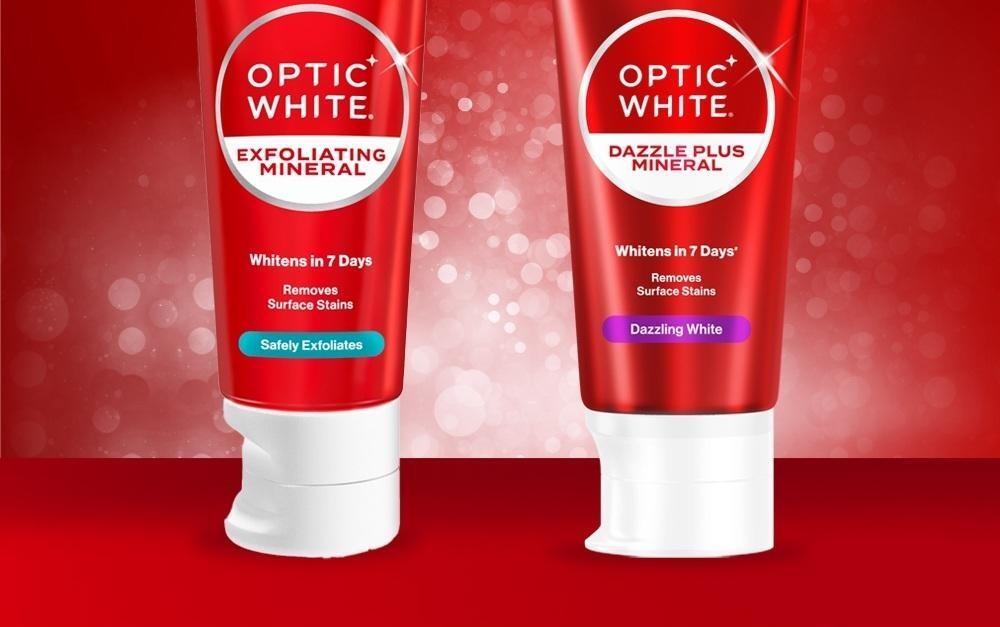 OPTIC
WHITE®
EXFOLIATING
MINERAL
Whitens in 7 Days
Removes
Surface Stains
Safely Exfoliates
OPTIC
WHITE®
DAZZLE PLUS
MINERAL
Whitens in 7 Days*
Removes
Surface Stains
Dazzling White